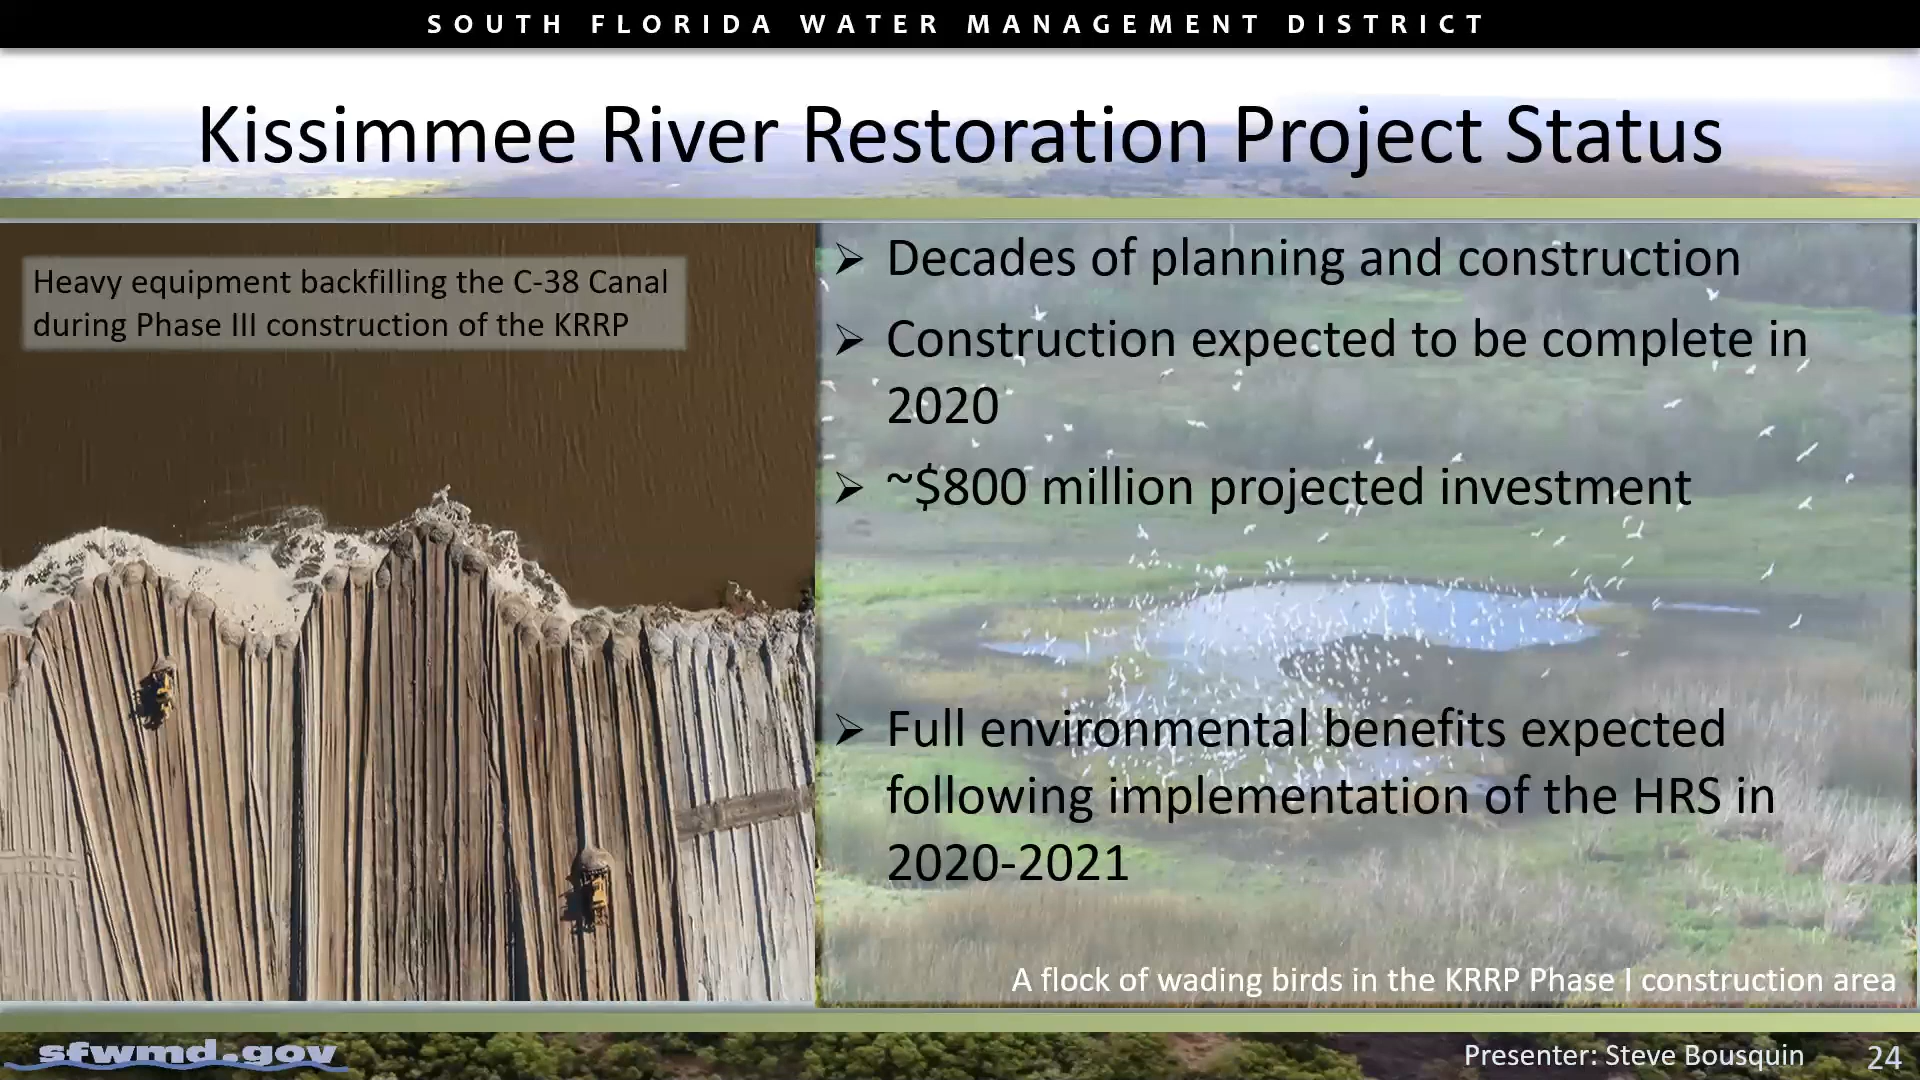 SOUTH FLORIDA WATER MANAGEMENT DISTRICT
Kissimmee River Restoration Project Status
Heavy equipment backfilling the C-38 Canal
during Phase III construction of the KRRP
➢ Decades of planning and construction
➢ Construction expected to be complete in
2020
➢ ~$800 million projected investment
➢ Full environmental benefits expected
following implementation of the HRS in
2020-2021
A flock of wading birds in the KRRP Phase I construction area
sfwmd.gov
Presenter: Steve Bousquin
24